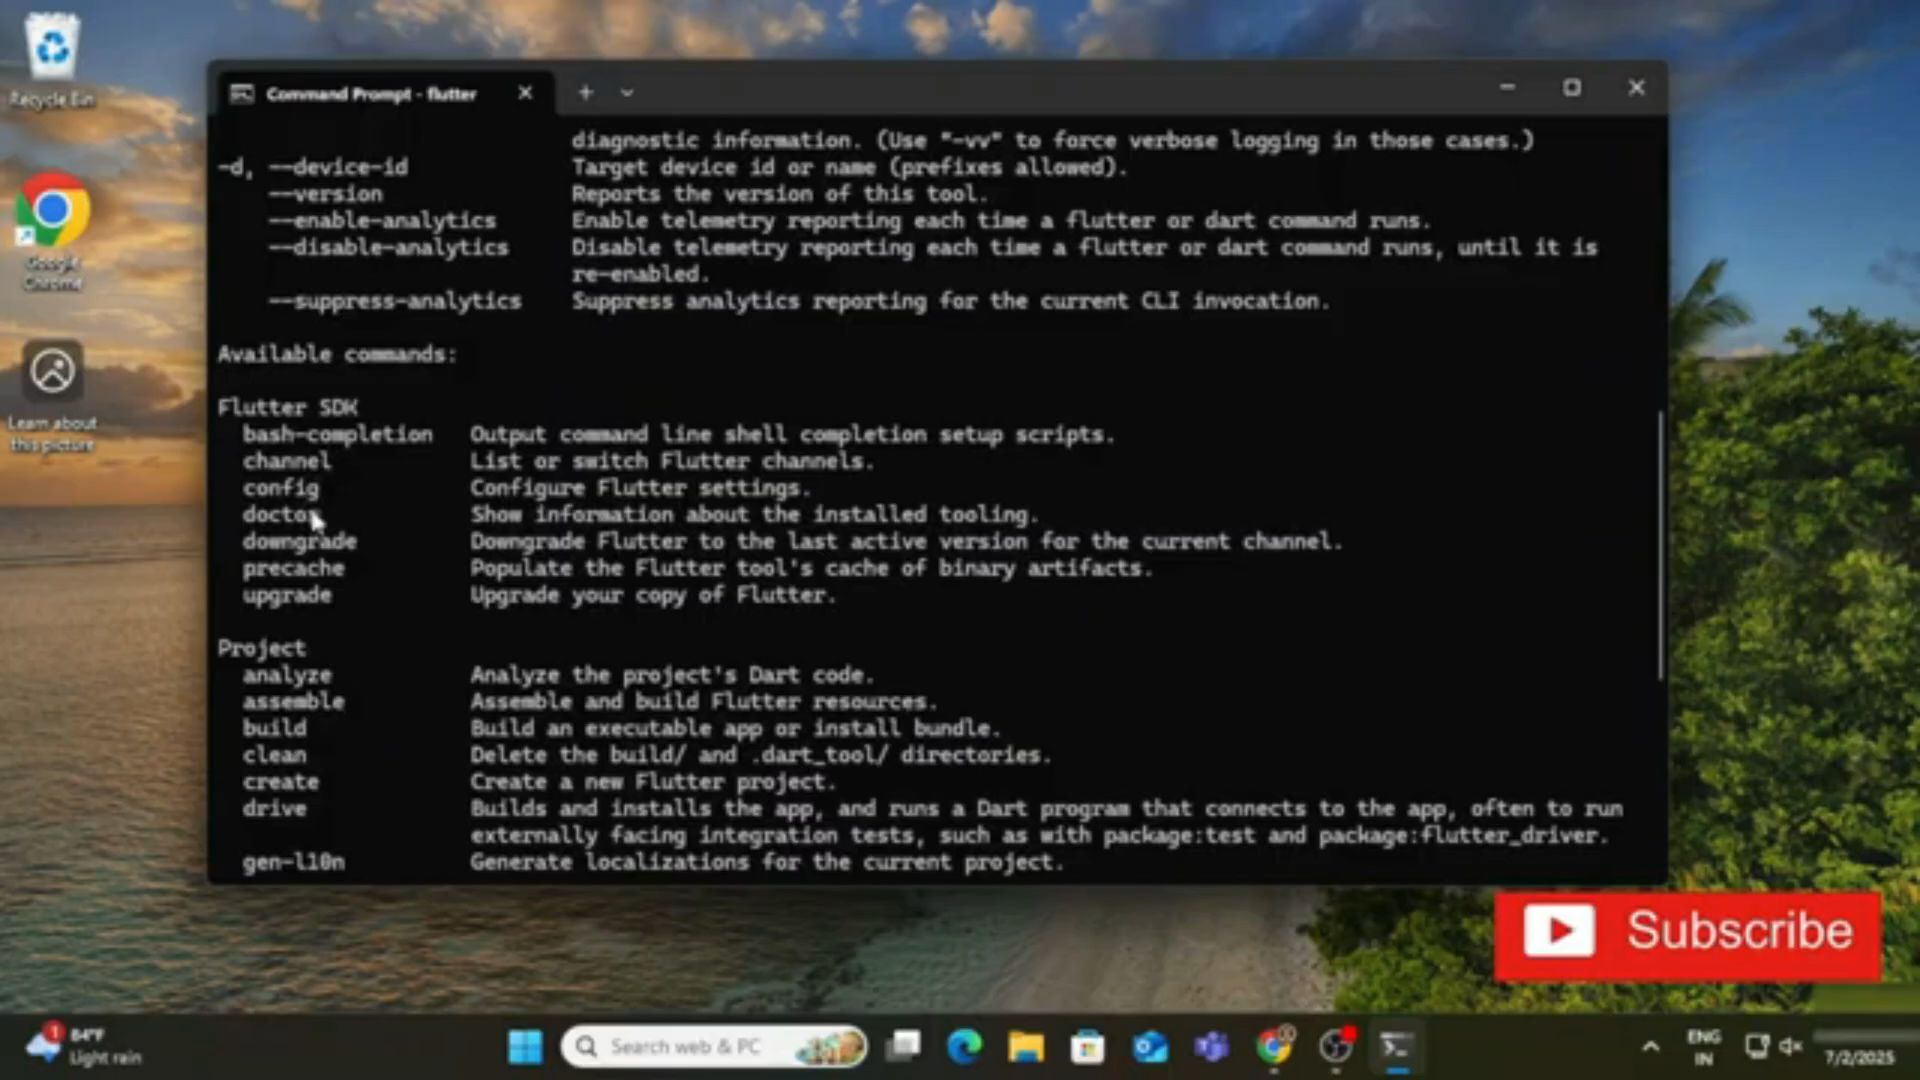 Recycle Bin
Google
Chrome
Learn about
this picture
Command Prompt - flutter
diagnostic information. (Use "-vv" to force verbose logging in those cases.)
-d, --device-id Target device id or name (prefixes allowed).
--version Reports the version of this tool.
--enable-analytics Enable telemetry reporting each time a flutter or dart command runs.
--disable-analytics Disable telemetry reporting each time a flutter or dart command runs, until it is
re-enabled.
--suppress-analytics Suppress analytics reporting for the current CLI invocation.
Available commands:
Flutter SDK
bash-completion Output command line shell completion setup scripts.
channel List or switch Flutter channels.
config Configure Flutter settings.
doctor Show information about the installed tooling.
downgrade Downgrade Flutter to the last active version for the current channel.
precache Populate the Flutter tool's cache of binary artifacts.
upgrade Upgrade your copy of Flutter.
Project
analyze Analyze the project's Dart code.
assemble Assemble and build Flutter resources.
build Build an executable app or install bundle.
clean Delete the build/ and .dart_tool/ directories.
create Create a new Flutter project.
drive Builds and installs the app, and runs a Dart program that connects to the app, often to run
externally facing integration tests, such as with package:test and package:flutter_driver.
gen-l10n Generate localizations for the current project.
Subscribe
1
84°F
Light rain
Search web & PC
ENG
IN
7/2/2025